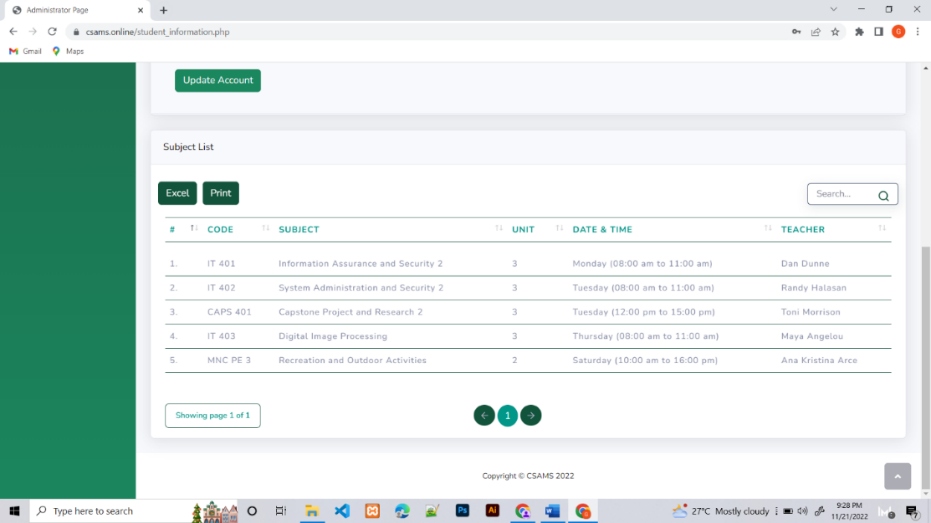 Administrator Page
csams.online/student_information.php
G
Gmail Maps
Update Account
Subject List
Excel Print Search...
# CODE SUBJECT UNIT DATE & TIME TEACHER
1. IT 401 Information Assurance and Security 2 3 Monday (08:00 am to 11:00 am) Dan Dunne
2. IT 402 System Administration and Security 2 3 Tuesday (08:00 am to 11:00 am) Randy Halasan
3. CAPS 401 Capstone Project and Research 2 3 Tuesday (12:00 pm to 15:00 pm) Toni Morrison
4. IT 403 Digital Image Processing 3 Thursday (08:00 am to 11:00 am) Maya Angelou
5. MNC PE 3 Recreation and Outdoor Activities 2 Saturday (10:00 am to 16:00 pm) Ana Kristina Arce
Showing page 1 of 1 1
Copyright © CSAMS 2022
Type here to search Ps Ai 27°C Mostly cloudy 9:28 PM
11/21/2022